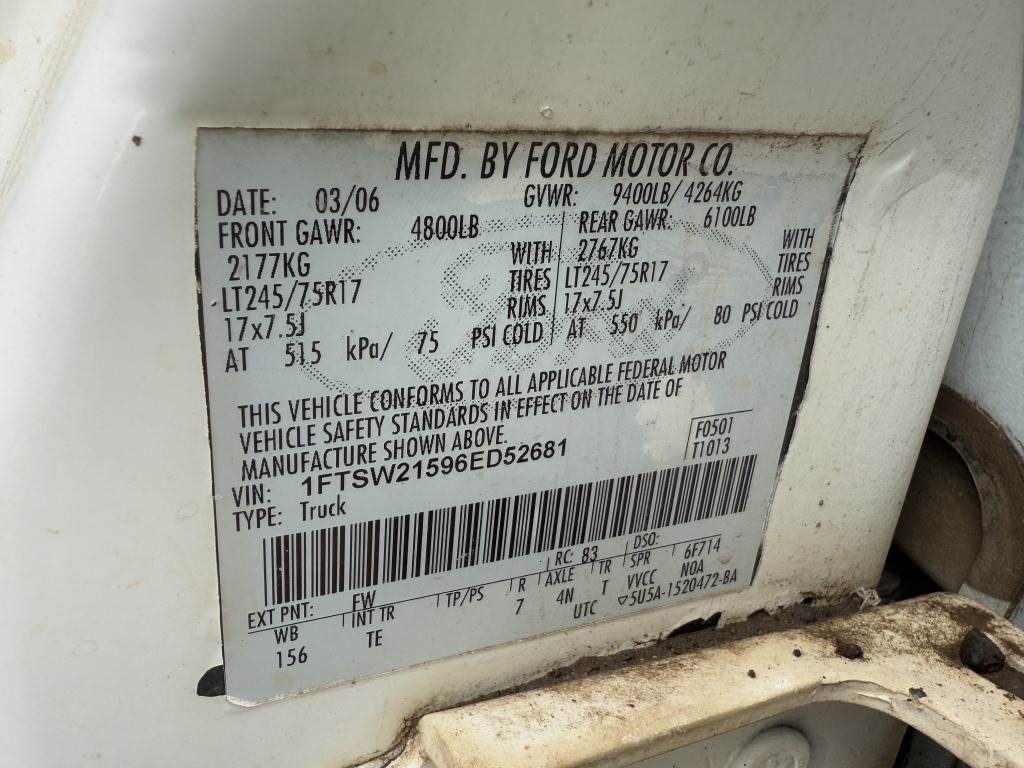 MFD. BY FORD MOTOR CO.
DATE: 03/06 GVWR: 9400LB/ 4264KG
FRONT GAWR: 4800LB REAR GAWR: 6100LB
2177KG WITH 2767KG WITH
LT245/75R17 TIRES LT245/75R17 TIRES
17x7.5J RIMS 17x7.5J RIMS
AT 515 kPa/ 75 PSI COLD AT 550 kPa/ 80 PSI COLD
THIS VEHICLE CONFORMS TO ALL APPLICABLE FEDERAL MOTOR
VEHICLE SAFETY STANDARDS IN EFFECT ON THE DATE OF
MANUFACTURE SHOWN ABOVE.
F0501
T1013
VIN: 1FTSW21596ED52681
TYPE: Truck
EXT PNT: FW RC: 83 DSO:
WB INT TR TP/PS R AXLE TR SPR 6F714
156 TE 7 4N T VVCC NOA
UTC ▽5U5A-1520472-BA